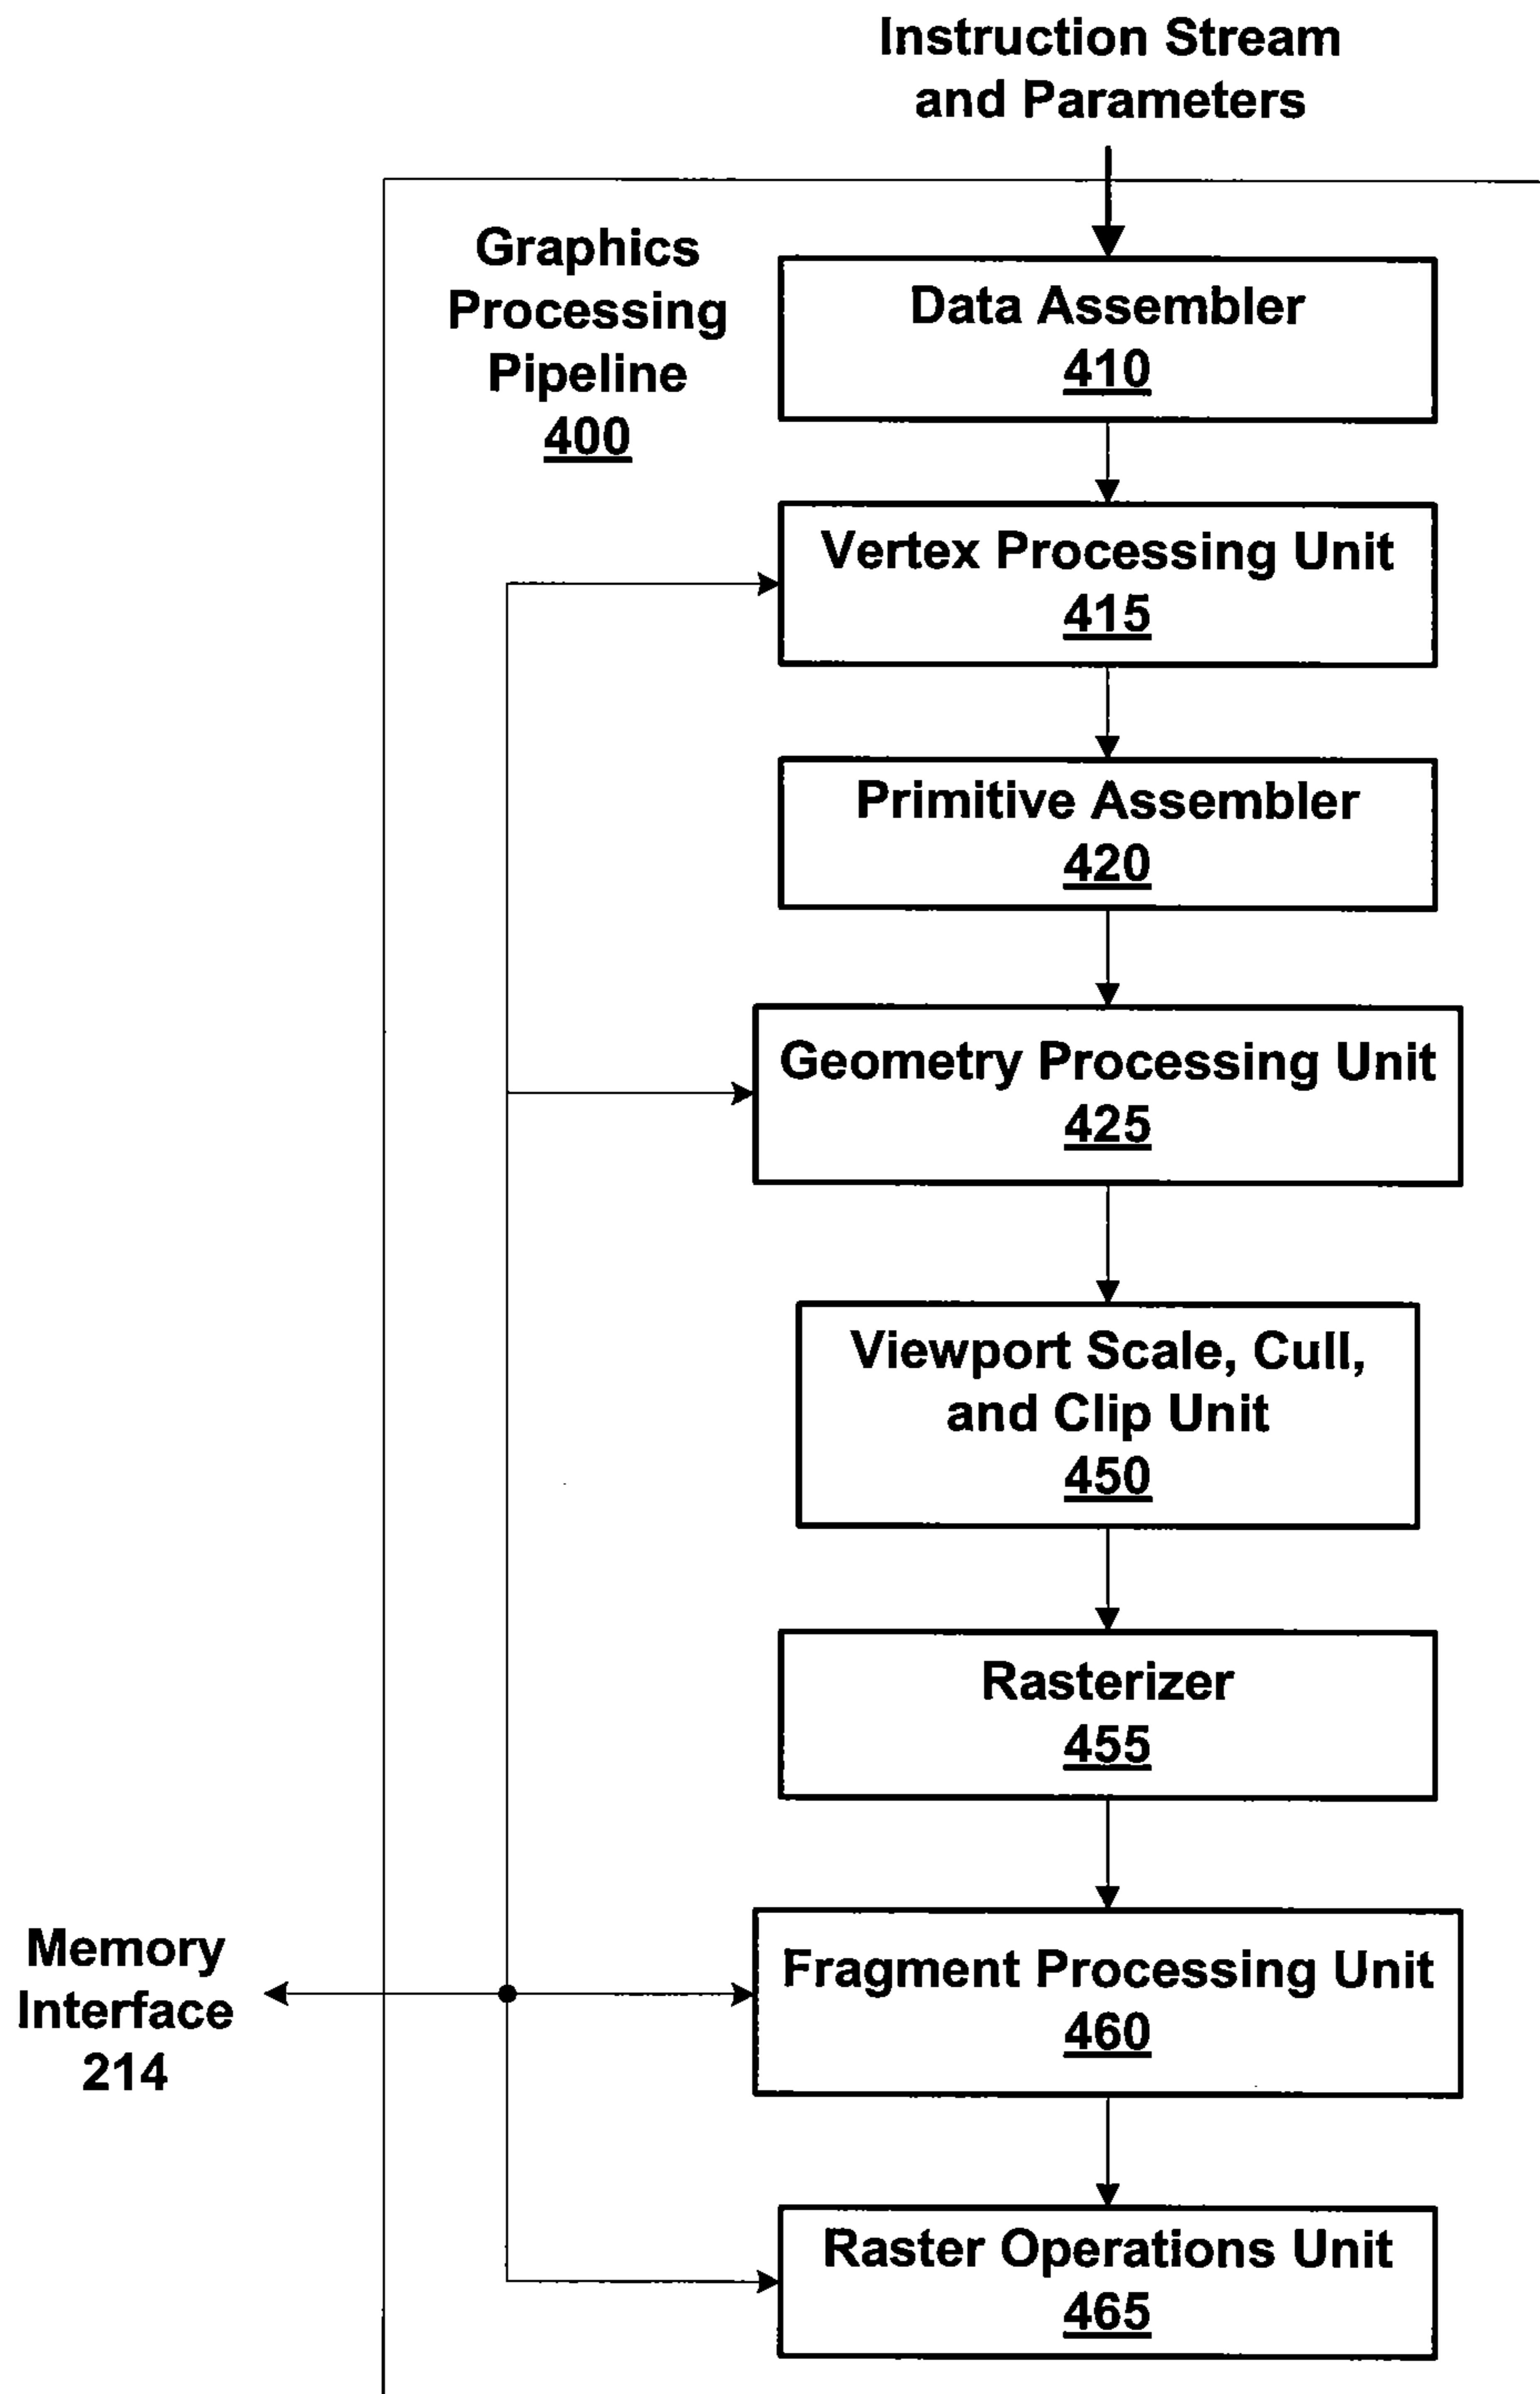 Instruction Stream
and Parameters
Graphics
Processing
Pipeline
400
Data Assembler
410
Vertex Processing Unit
415
Primitive Assembler
420
Geometry Processing Unit
425
Viewport Scale, Cull,
and Clip Unit
450
Rasterizer
455
Memory
Interface
214
Fragment Processing Unit
460
Raster Operations Unit
465